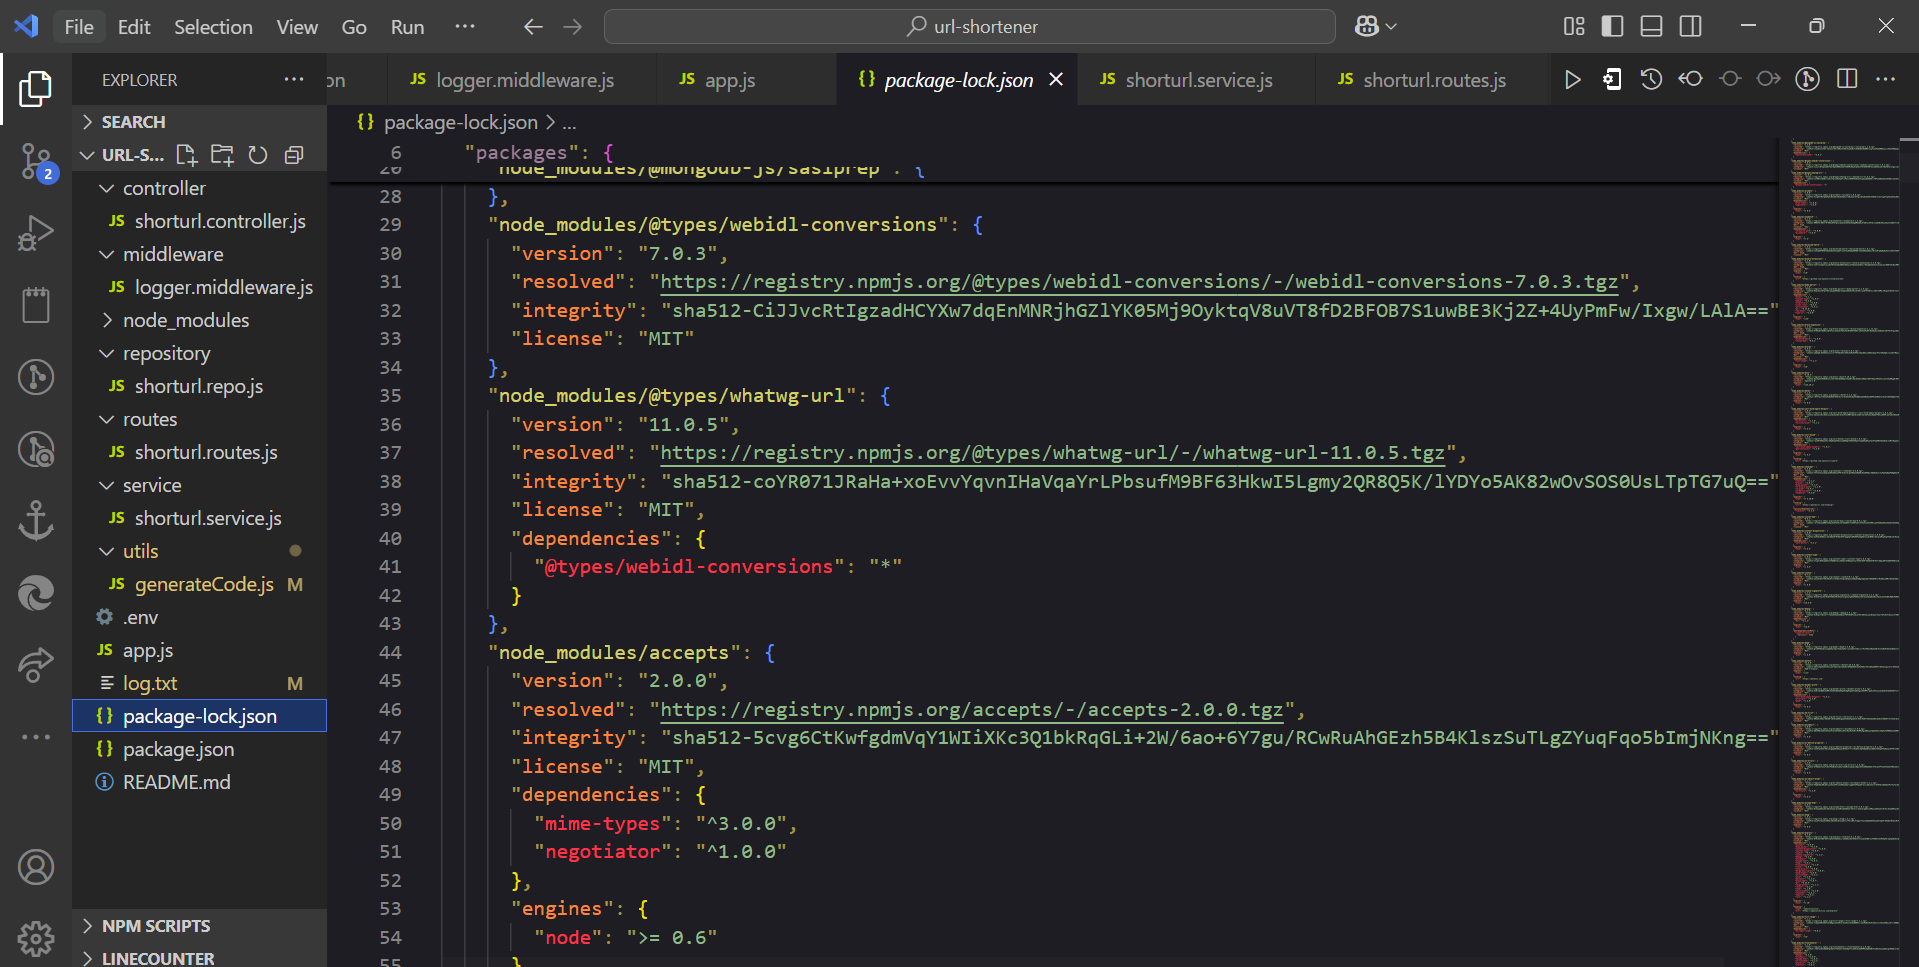 File Edit Selection View Go Run ···
url-shortener
EXPLORER ···
on
JS logger.middleware.js
JS app.js
{} package-lock.json
JS shorturl.service.js
JS shorturl.routes.js
SEARCH
URL-S...
controller
JS shorturl.controller.js
middleware
JS logger.middleware.js
node_modules
repository
JS shorturl.repo.js
routes
JS shorturl.routes.js
service
JS shorturl.service.js
utils
JS generateCode.js M
.env
JS app.js
log.txt M
{} package-lock.json
{} package.json
README.md
NPM SCRIPTS
LINECOUNTER
2
{} package-lock.json > ...
6 "packages": {
20 "node_modules/@mongodb-js/saslprep": {
28 },
29 "node_modules/@types/webidl-conversions": {
30 "version": "7.0.3",
31 "resolved": "https://registry.npmjs.org/@types/webidl-conversions/-/webidl-conversions-7.0.3.tgz",
32 "integrity": "sha512-CiJJvcRtIgzadHCYXw7dqEnMNRjhGZlYK05Mj9OyktqV8uVT8fD2BFOB7S1uwBE3Kj2Z+4UyPmFw/Ixgw/LAlA=="
33 "license": "MIT"
34 },
35 "node_modules/@types/whatwg-url": {
36 "version": "11.0.5",
37 "resolved": "https://registry.npmjs.org/@types/whatwg-url/-/whatwg-url-11.0.5.tgz",
38 "integrity": "sha512-coYR071JRaHa+xoEvvYqvnIHaVqaYrLPbsufM9BF63HkwI5Lgmy2QR8Q5K/lYDYo5AK82wOvSOS0UsLTpTG7uQ=="
39 "license": "MIT",
40 "dependencies": {
41 "@types/webidl-conversions": "*"
42 }
43 },
44 "node_modules/accepts": {
45 "version": "2.0.0",
46 "resolved": "https://registry.npmjs.org/accepts/-/accepts-2.0.0.tgz",
47 "integrity": "sha512-5cvg6CtKwfgdmVqY1WIiXKc3Q1bkRqGLi+2W/6ao+6Y7gu/RCwRuAhGEzh5B4KlszSuTLgZYuqFqo5bImjNKng=="
48 "license": "MIT",
49 "dependencies": {
50 "mime-types": "^3.0.0",
51 "negotiator": "^1.0.0"
52 },
53 "engines": {
54 "node": ">= 0.6"
55 }